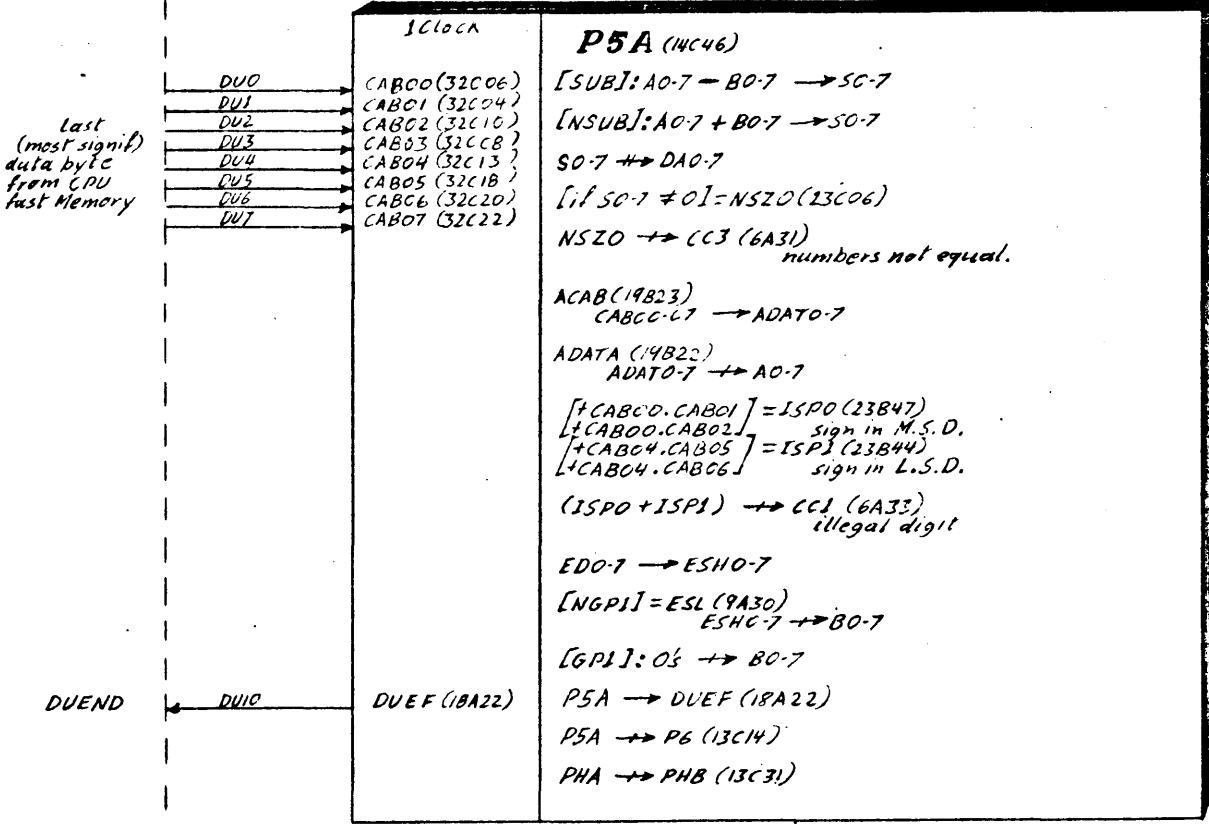 1Clock
P5A (14C46)
DU0 CAB00 (32C06) [SUB]: A0-7 - B0-7 → S0-7
DU1 CAB01 (32C04)
DU2 CAB02 (32C10) [NSUB]: A0-7 + B0-7 → S0-7
last
(most signif) DU3 CAB03 (32C08)
data byte DU4 CAB04 (32C13) S0-7 ↛ DA0-7
from CPU DU5 CAB05 (32C18)
fast Memory DU6 CAB06 (32C20) [if S0-7 ≠ 0] = NSZO (23C06)
DU7 CAB07 (32C22)
NSZO ↛ CC3 (6A31)
numbers not equal.
ACAB (19B23)
CAB00-07 → ADAT0-7
ADATA (19B22)
ADAT0-7 ↛ A0-7
[+CAB00.CAB01] = ISP0 (23B47)
[+CAB00.CAB02] sign in M.S.D.
[+CAB04.CAB05] = ISP1 (23B44)
[+CAB04.CAB06] sign in L.S.D.
(ISP0 + ISP1) ↛ CC1 (6A33)
illegal digit
ED0-7 → ESH0-7
[NGP1] = ESL (9A30)
ESH0-7 ↛ B0-7
[GP1]: 0's ↛ B0-7
DUEND DU10 DUEF (18A22) P5A → DUEF (18A22)
P5A ↛ P6 (13C14)
PHA ↛ PHB (13C31)